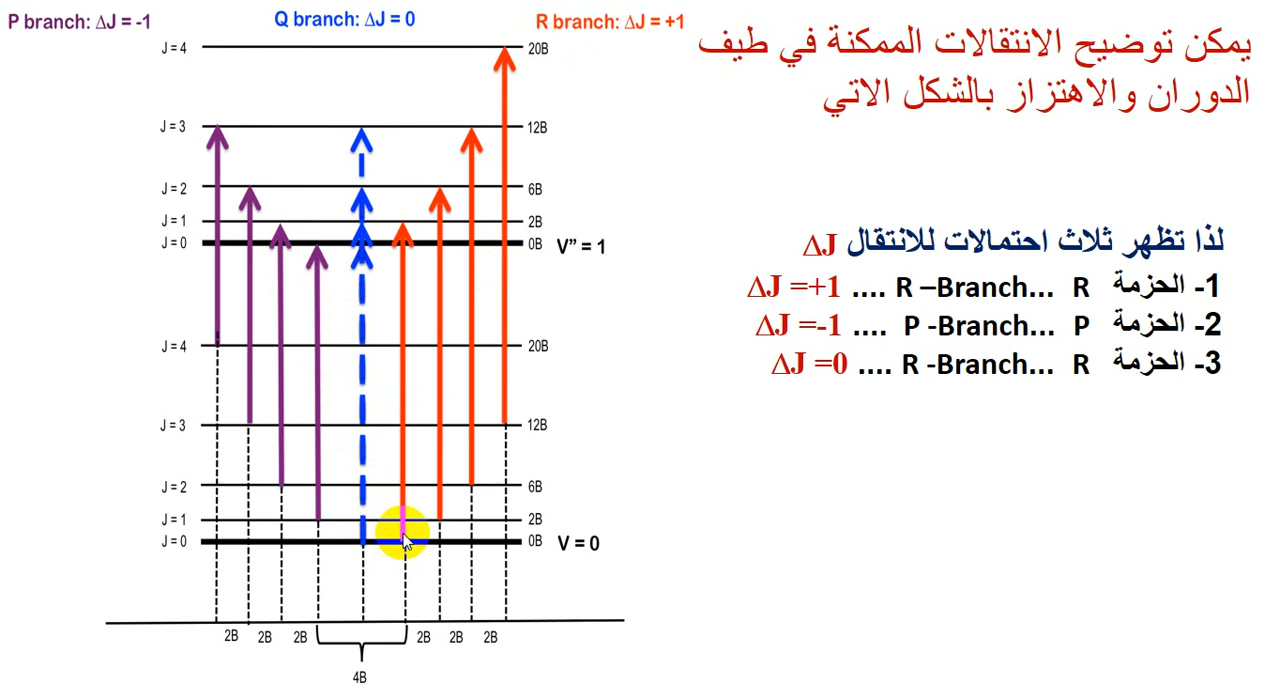 P branch: ΔJ = -1
Q branch: ΔJ = 0
R branch: ΔJ = +1
يمكن توضيح الانتقالات الممكنة في طيف
الدوران والاهتزاز بالشكل الاتي
J = 4 20B
J = 3 12B
J = 2 6B
J = 1 2B
J = 0 0B V” = 1
J = 4 20B
J = 3 12B
J = 2 6B
J = 1 2B
J = 0 0B V = 0
2B 2B 2B 2B 2B 2B
4B
لذا تظهر ثلاث احتمالات للانتقال ΔJ
1- الحزمة R ...R –Branch .... ΔJ =+1
2- الحزمة P ...P -Branch .... ΔJ =-1
3- الحزمة R ...R -Branch .... ΔJ =0